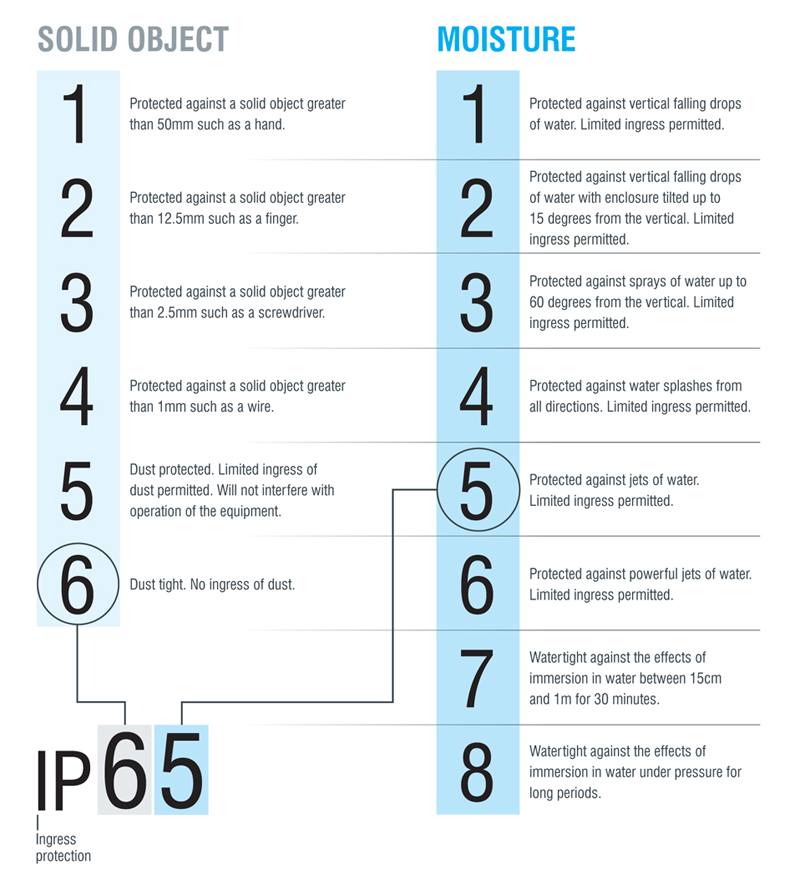 SOLID OBJECT
1
Protected against a solid object greater
than 50mm such as a hand.
2
Protected against a solid object greater
than 12.5mm such as a finger.
3
Protected against a solid object greater
than 2.5mm such as a screwdriver.
4
Protected against a solid object greater
than 1mm such as a wire.
5
Dust protected. Limited ingress of
dust permitted. Will not interfere with
operation of the equipment.
6
Dust tight. No ingress of dust.
IP65
Ingress
protection
MOISTURE
1
Protected against vertical falling drops
of water. Limited ingress permitted.
2
Protected against vertical falling drops
of water with enclosure tilted up to
15 degrees from the vertical. Limited
ingress permitted.
3
Protected against sprays of water up to
60 degrees from the vertical. Limited
ingress permitted.
4
Protected against water splashes from
all directions. Limited ingress permitted.
5
Protected against jets of water.
Limited ingress permitted.
6
Protected against powerful jets of water.
Limited ingress permitted.
7
Watertight against the effects of
immersion in water between 15cm
and 1m for 30 minutes.
8
Watertight against the effects of
immersion in water under pressure for
long periods.